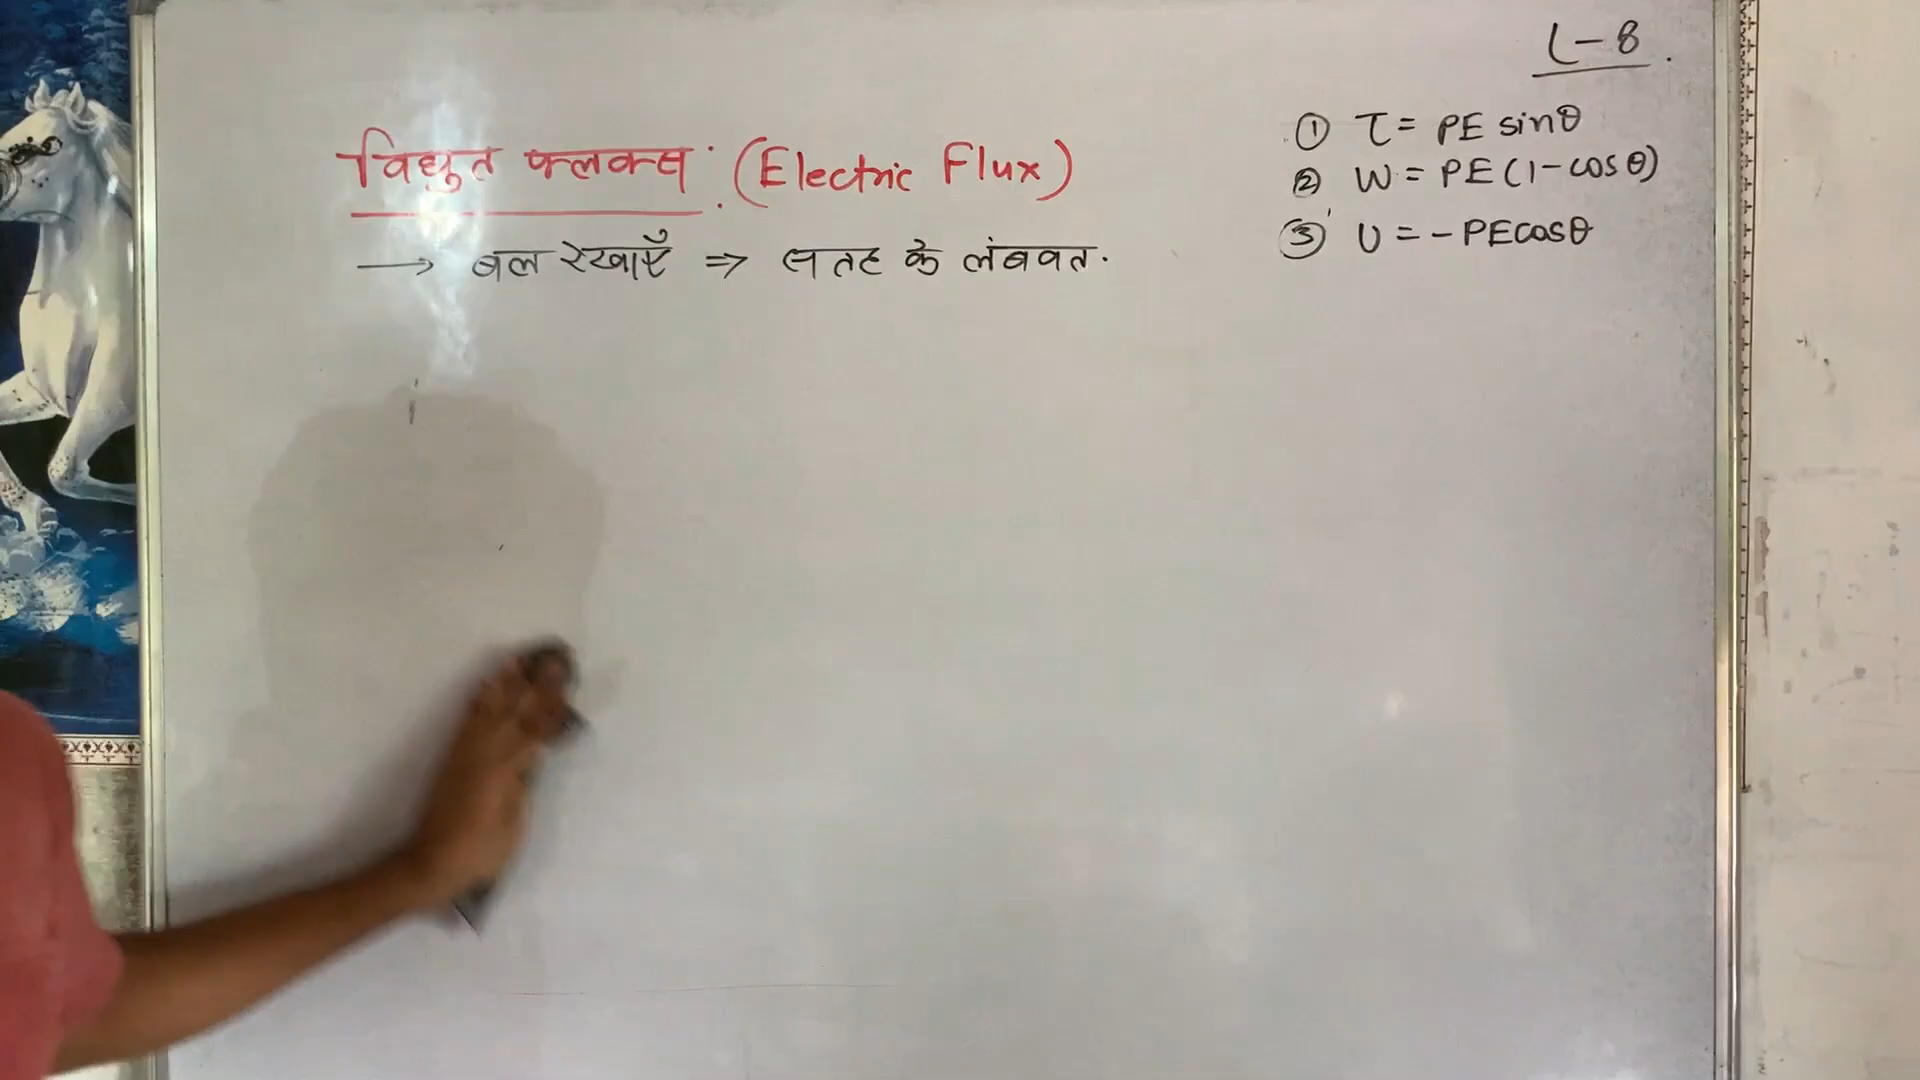 L-8.
① τ = PE sinθ
② W = PE(1-cosθ)
③ U = -PEcosθ
विधुत फ्लक्स : (Electric Flux)
→ बल रेखाएँ ⇒ सतह के लंबवत.